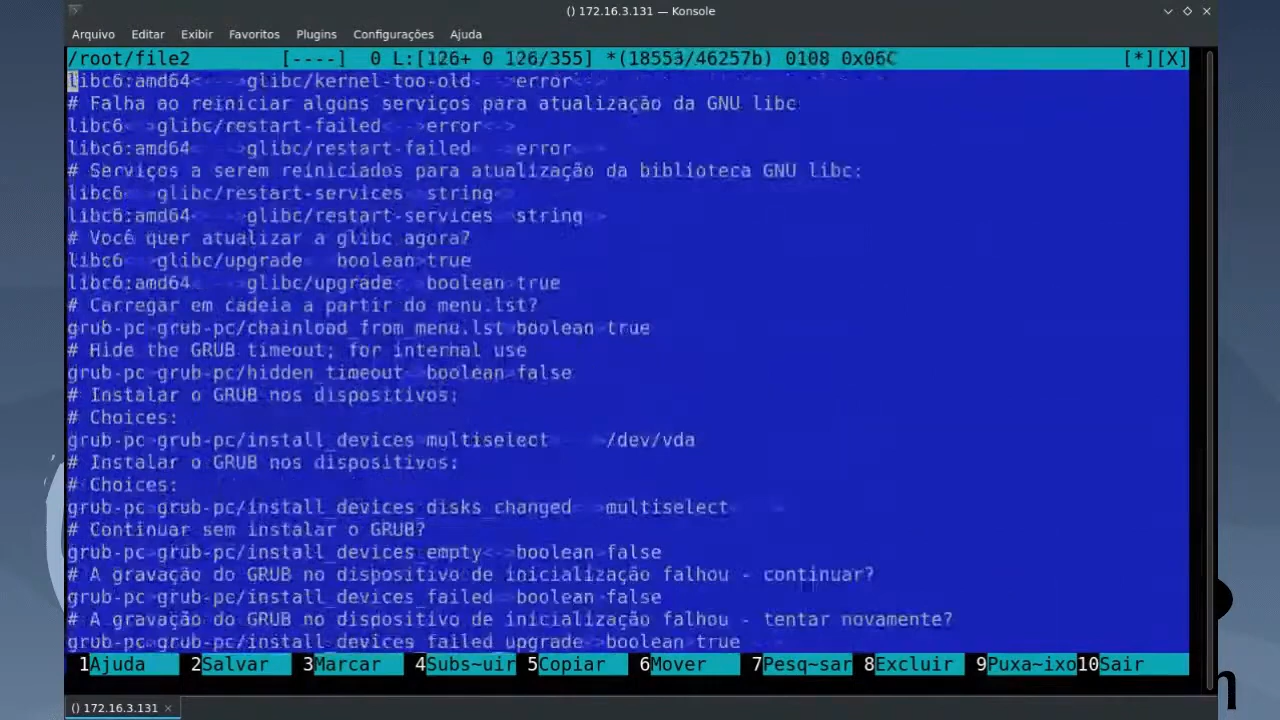 () 172.16.3.131 — Konsole
Arquivo Editar Exibir Favoritos Plugins Configurações Ajuda
/root/file2 [----] 0 L:[126+ 0 126/355] *(18553/46257b) 0108 0x06C [*][X]
libc6:amd64<------>glibc/kernel-too-old-<-->error<-->
# Falha ao reiniciar alguns serviços para atualização da GNU libc
libc6<-->glibc/restart-failed<-->error<-->
libc6:amd64<------>glibc/restart-failed<-->error<-->
# Serviços a serem reiniciados para atualização da biblioteca GNU libc:
libc6<-->glibc/restart-services<->string<>
libc6:amd64<------>glibc/restart-services<>string<->
# Você quer atualizar a glibc agora?
libc6<-->glibc/upgrade<-->boolean>true
libc6:amd64<------>glibc/upgrade<-->boolean>true
# Carregar em cadeia a partir do menu.lst?
grub-pc>grub-pc/chainload_from_menu.lst>boolean>true
# Hide the GRUB timeout; for internal use
grub-pc>grub-pc/hidden_timeout<>boolean>false
# Instalar o GRUB nos dispositivos:
# Choices:
grub-pc>grub-pc/install_devices>multiselect<---->/dev/vda
# Instalar o GRUB nos dispositivos:
# Choices:
grub-pc>grub-pc/install_devices_disks_changed<-->multiselect<---->
# Continuar sem instalar o GRUB?
grub-pc>grub-pc/install_devices_empty<-->boolean>false
# A gravação do GRUB no dispositivo de inicialização falhou - continuar?
grub-pc>grub-pc/install_devices_failed<>boolean>false
# A gravação do GRUB no dispositivo de inicialização falhou - tentar novamente?
grub-pc>grub-pc/install_devices_failed_upgrade<->boolean>true
1Ajuda 2Salvar 3Marcar 4Subs~uir 5Copiar 6Mover 7Pesq~sar 8Excluir 9Puxa~ixo 10Sair
() 172.16.3.131